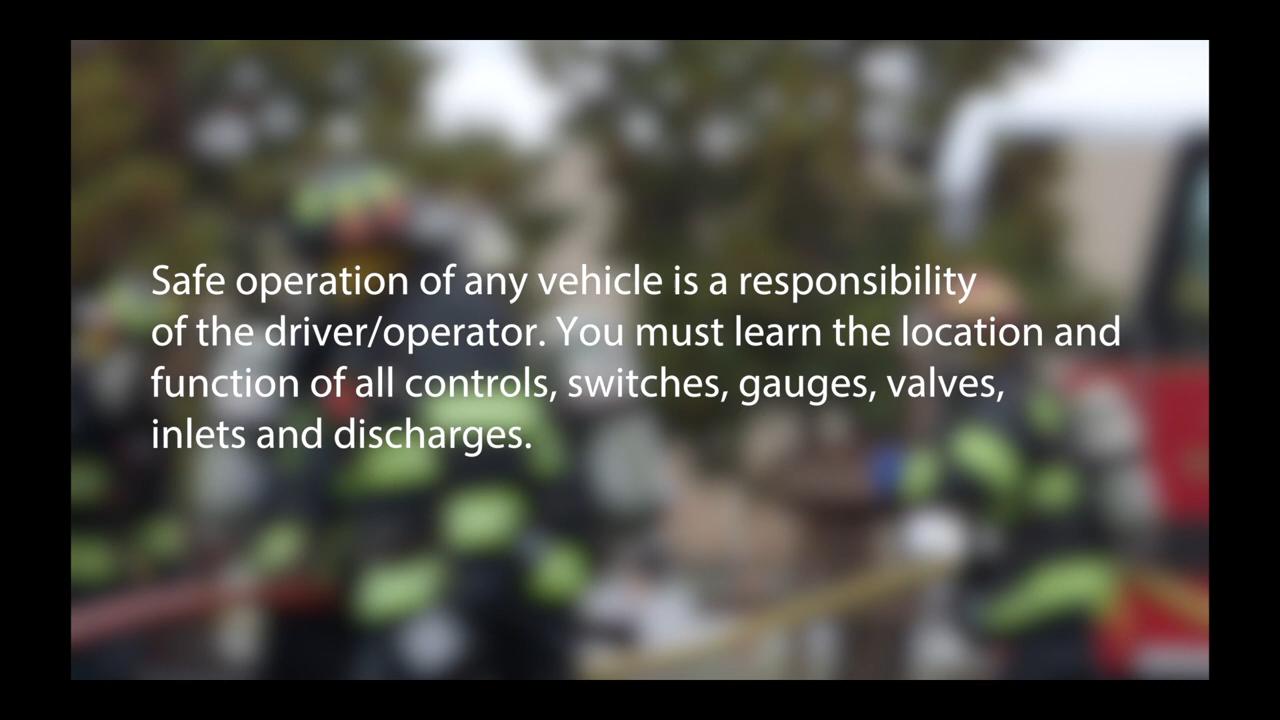 Safe operation of any vehicle is a responsibility
of the driver/operator. You must learn the location and
function of all controls, switches, gauges, valves,
inlets and discharges.